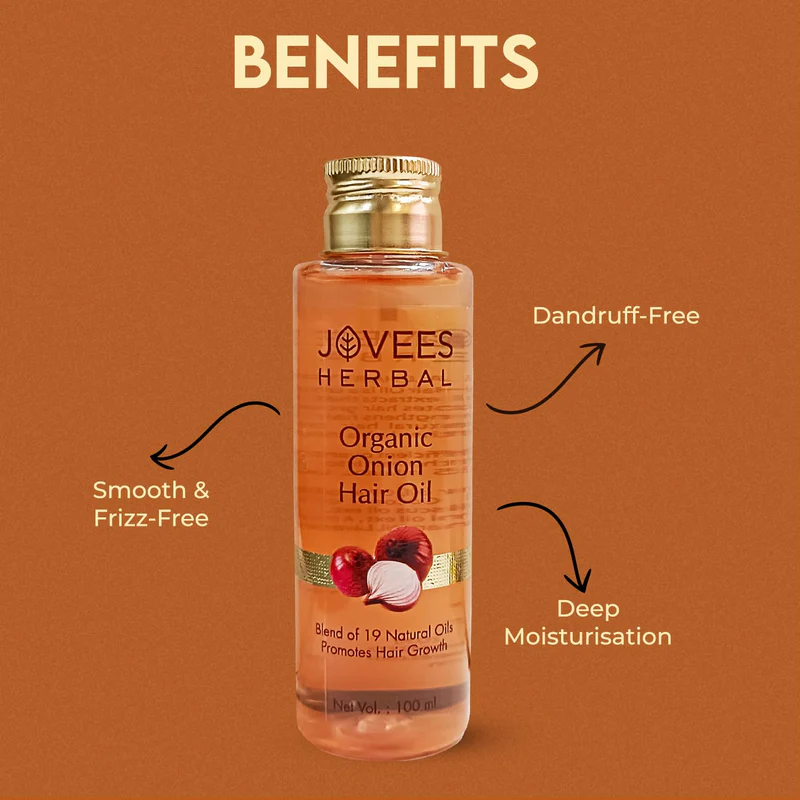 BENEFITS
JOVEES
HERBAL
Organic
Onion
Hair Oil
Blend of 19 Natural Oils
Promotes Hair Growth
Net Vol. : 100 ml
Dandruff-Free
Smooth &
Frizz-Free
Deep
Moisturisation